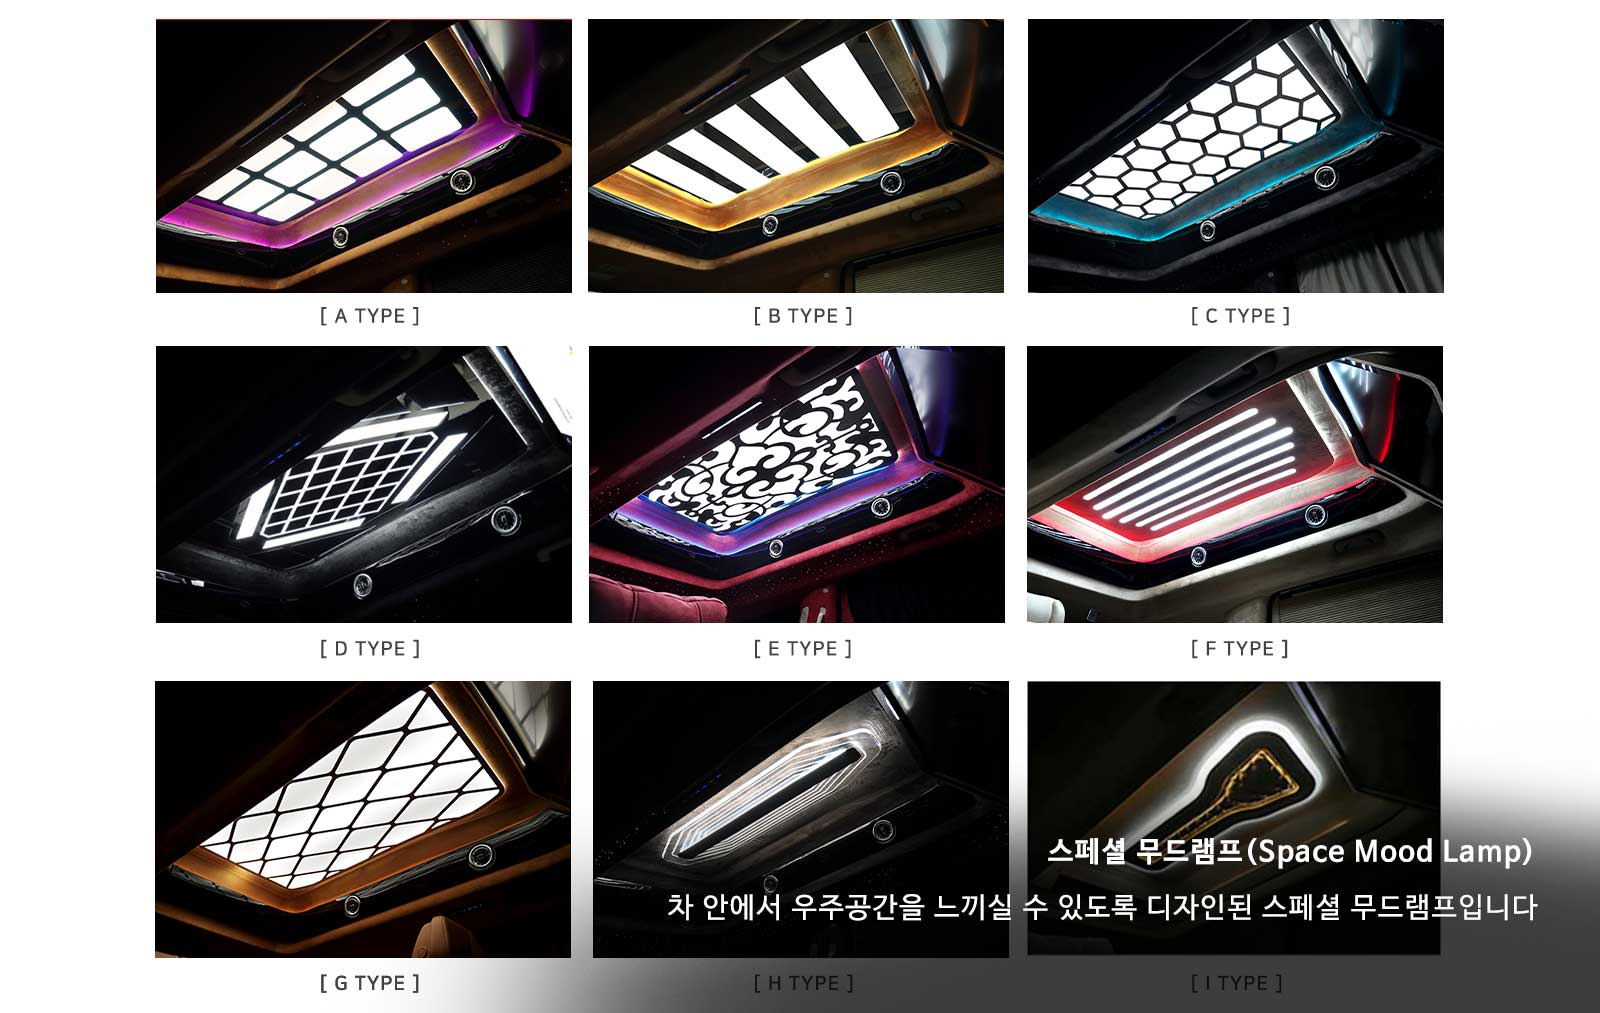 [ A TYPE ]
[ B TYPE ]
[ C TYPE ]
[ D TYPE ]
[ E TYPE ]
[ F TYPE ]
스페셜 무드램프(Space Mood Lamp)
차 안에서 우주공간을 느끼실 수 있도록 디자인된 스페셜 무드램프입니다
[ G TYPE ]
[ H TYPE ]
[ I TYPE ]